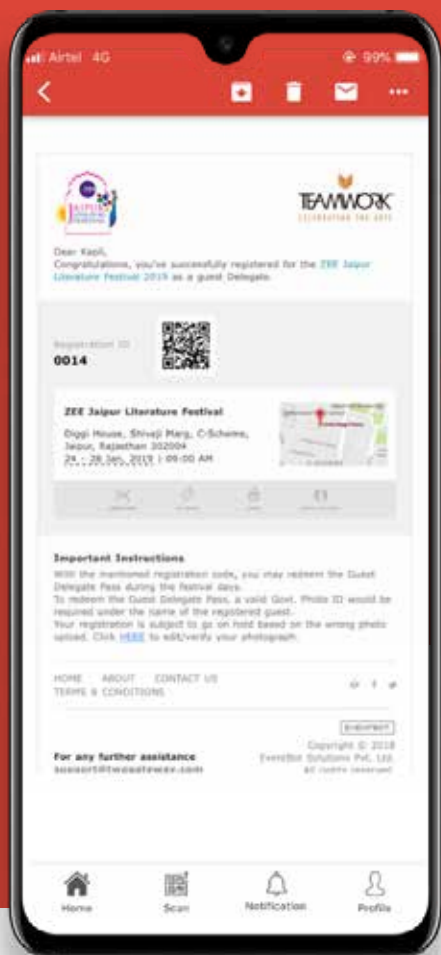 Airtel 4G 99%
ZEE
JAIPUR
LITERATURE
FESTIVAL
TEAMWORK
CELEBRATING THE ARTS
Dear Kapil,
Congratulations, you've successfully registered for the ZEE Jaipur
Literature Festival 2019 as a guest Delegate.
Registration ID
0014
ZEE Jaipur Literature Festival
Diggi House, Shivaji Marg, C-Scheme,
Jaipur, Rajasthan 302004
24 - 28 Jan, 2019 | 09:00 AM
Important Instructions
With the mentioned registration code, you may redeem the Guest
Delegate Pass during the festival days.
To redeem the Guest Delegate Pass, a valid Govt. Photo ID would be
required under the name of the registered guest.
Your registration is subject to go on hold based on the wrong photo
upload. Click HERE to edit/verify your photograph.
HOME ABOUT CONTACT US
TERMS & CONDITIONS
For any further assistance
Copyright © 2018
Solutions Pvt. Ltd.
All rights reserved
Home Scan Notification Profile